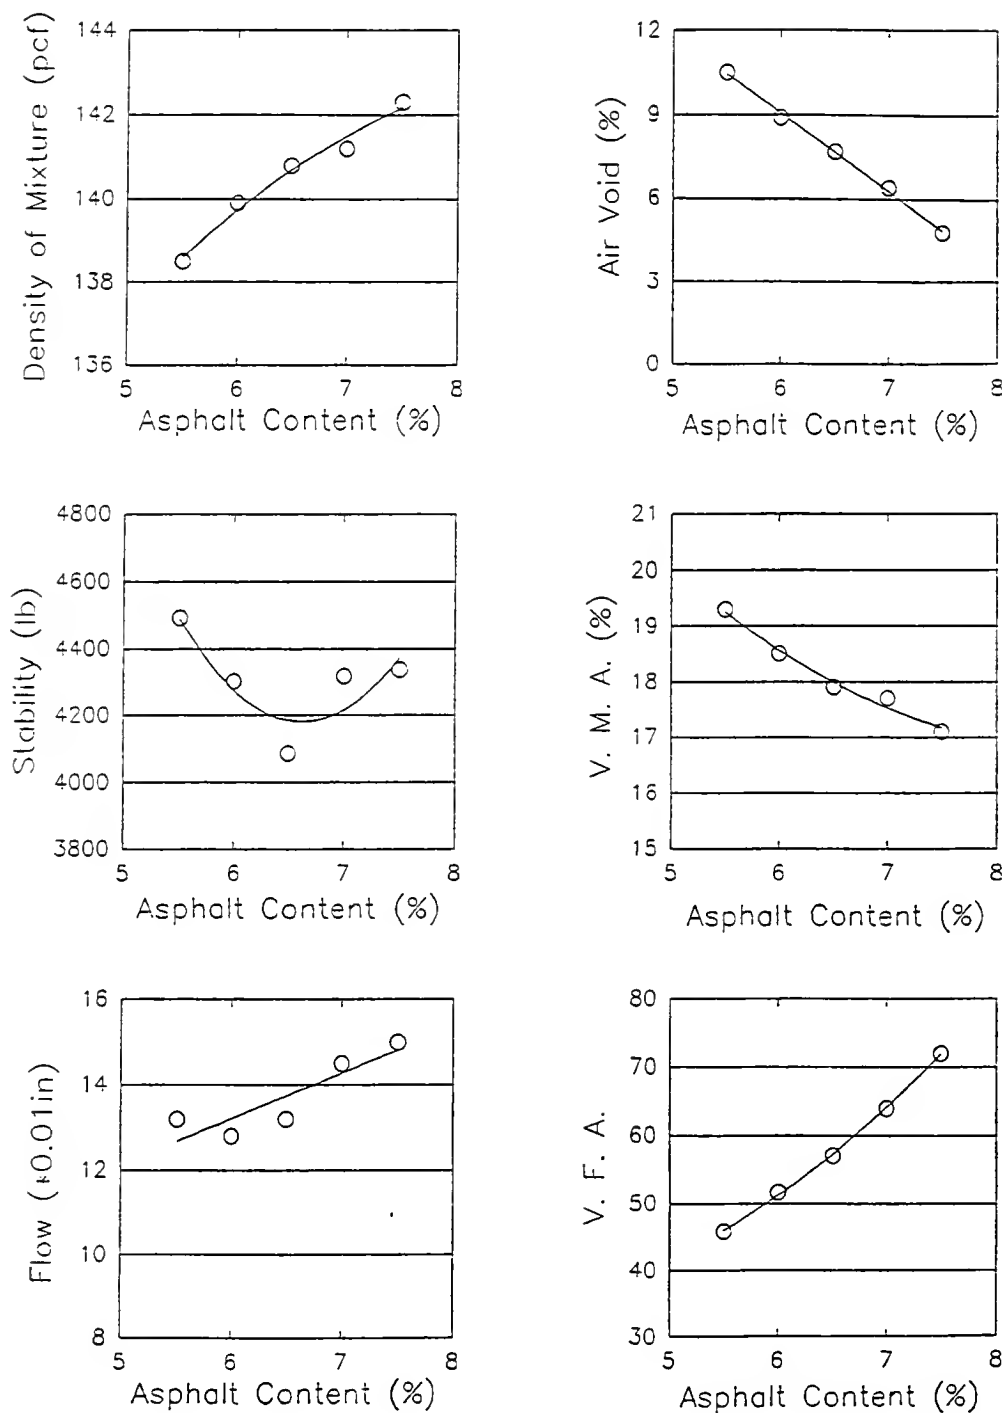 Density of Mixture (pcf)
144
142
140
138
136
5 6 7 8
Asphalt Content (%)
Air Void (%)
12
9
6
3
0
5 6 7 8
Asphalt Content (%)
Stability (lb)
4800
4600
4400
4200
4000
3800
5 6 7 8
Asphalt Content (%)
V. M. A. (%)
21
20
19
18
17
16
15
5 6 7 8
Asphalt Content (%)
Flow (*0.01in)
16
14
12
10
8
5 6 7 8
Asphalt Content (%)
V. F. A.
80
70
60
50
40
30
5 6 7 8
Asphalt Content (%)